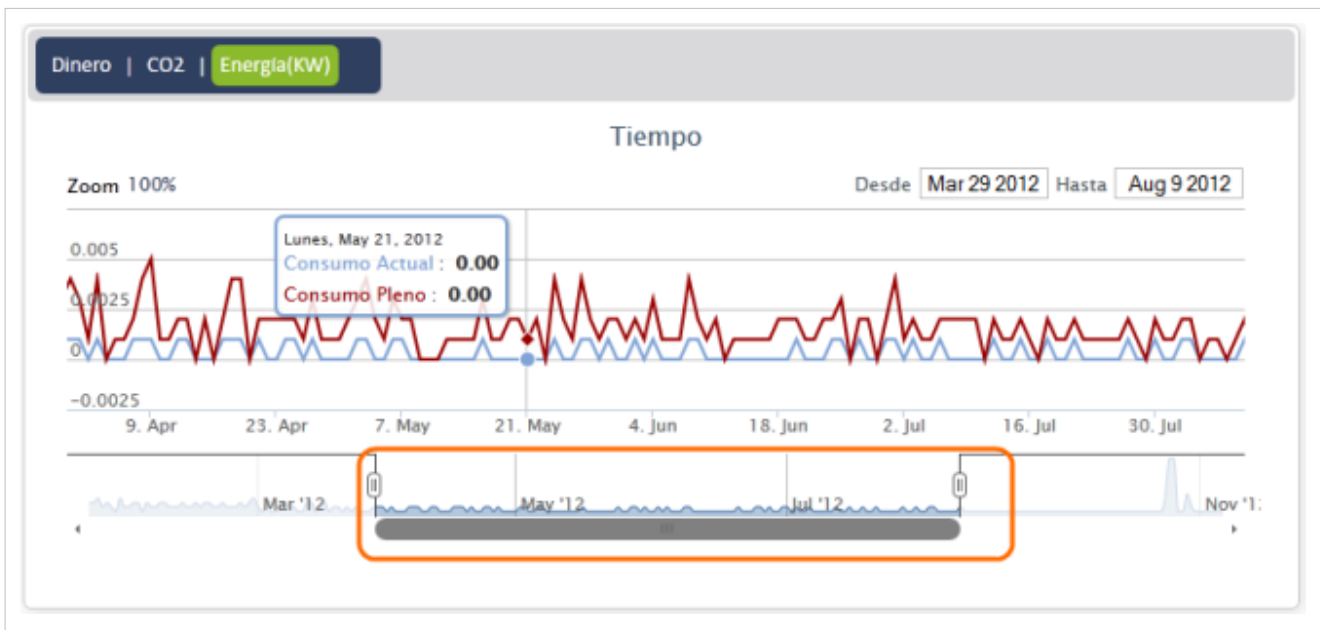 Dinero | CO2 | Energía(KW)
Tiempo
Zoom 100%
Desde Mar 29 2012 Hasta Aug 9 2012
Lunes, May 21, 2012
Consumo Actual : 0.00
Consumo Pleno : 0.00
0.005
0.0025
0
-0.0025
9. Apr 23. Apr 7. May 21. May 4. Jun 18. Jun 2. Jul 16. Jul 30. Jul
Mar '12 May '12 Jul '12 Nov '1